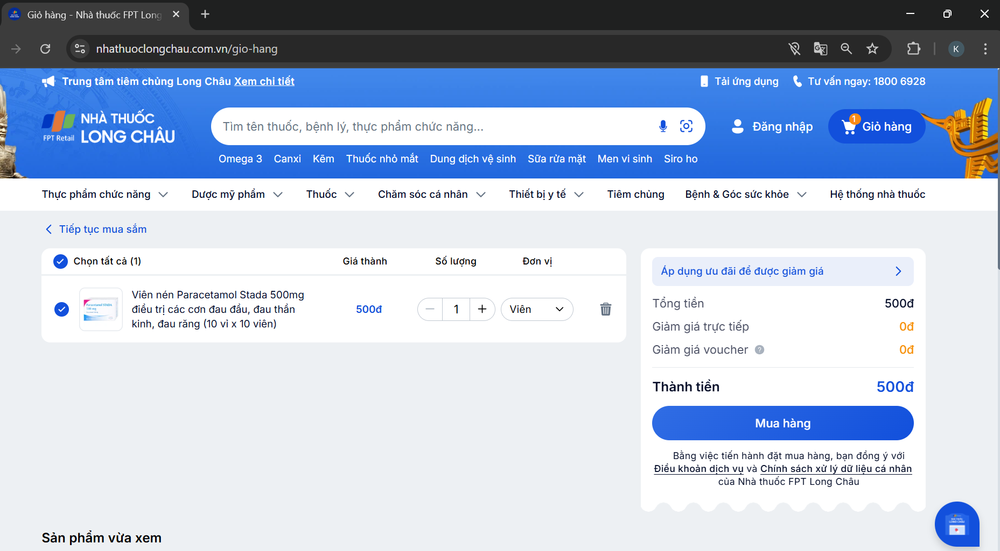 Giỏ hàng - Nhà thuốc FPT Long
nhathuoclongchau.com.vn/gio-hang
K
Trung tâm tiêm chủng Long Châu Xem chi tiết
Tải ứng dụng
Tư vấn ngay: 1800 6928
NHÀ THUỐC
FPT Retail LONG CHÂU
Tìm tên thuốc, bệnh lý, thực phẩm chức năng...
Đăng nhập
1
Giỏ hàng
Omega 3 Canxi Kẽm Thuốc nhỏ mắt Dung dịch vệ sinh Sữa rửa mặt Men vi sinh Siro ho
Thực phẩm chức năng Dược mỹ phẩm Thuốc Chăm sóc cá nhân Thiết bị y tế Tiêm chủng Bệnh & Góc sức khỏe Hệ thống nhà thuốc
Tiếp tục mua sắm
Chọn tất cả (1) Giá thành Số lượng Đơn vị
Paracetamol STADA
500 mg
Viên nén Paracetamol Stada 500mg
điều trị các cơn đau đầu, đau thần
kinh, đau răng (10 vỉ x 10 viên)
500đ
1
Viên
Áp dụng ưu đãi để được giảm giá
Tổng tiền 500đ
Giảm giá trực tiếp 0đ
Giảm giá voucher ? 0đ
Thành tiền 500đ
Mua hàng
Bằng việc tiến hành đặt mua hàng, bạn đồng ý với
Điều khoản dịch vụ và Chính sách xử lý dữ liệu cá nhân
của Nhà thuốc FPT Long Châu
NHÀ THUỐC
LONG CHÂU
Sản phẩm vừa xem